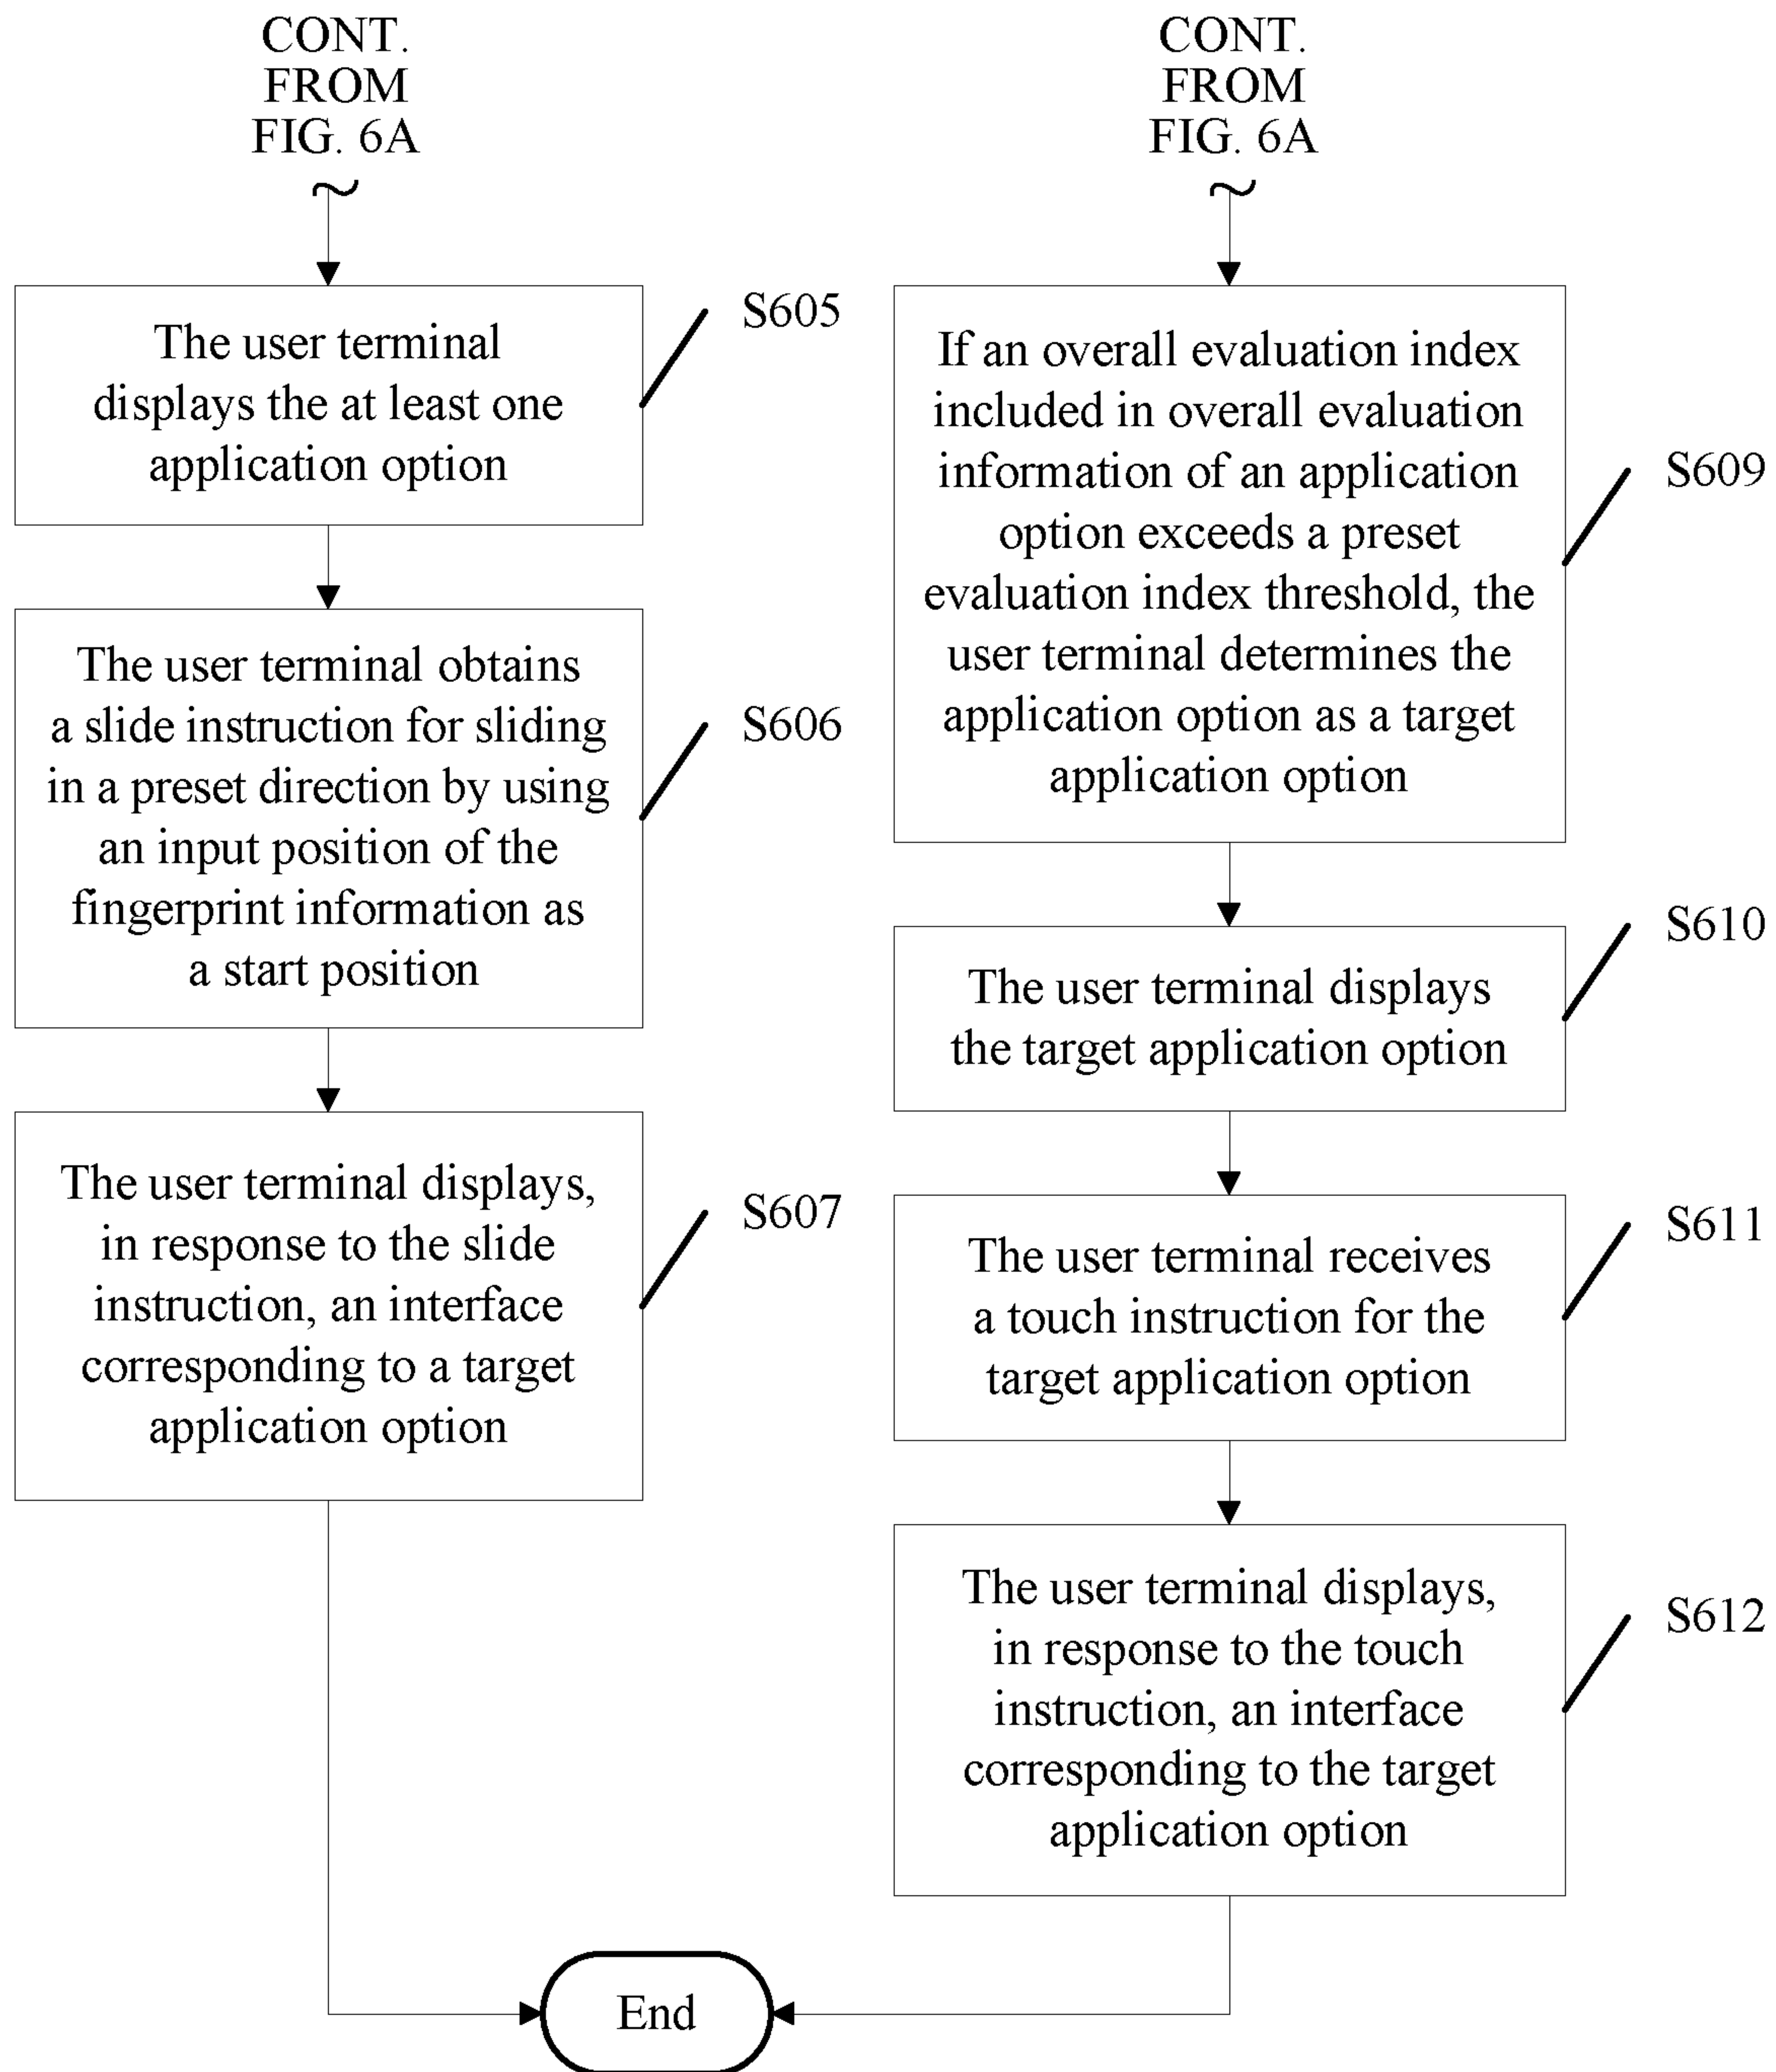 CONT.
FROM
FIG. 6A
The user terminal
displays the at least one
application option
S605
The user terminal obtains
a slide instruction for sliding
in a preset direction by using
an input position of the
fingerprint information as
a start position
S606
The user terminal displays,
in response to the slide
instruction, an interface
corresponding to a target
application option
S607
CONT.
FROM
FIG. 6A
If an overall evaluation index
included in overall evaluation
information of an application
option exceeds a preset
evaluation index threshold, the
user terminal determines the
application option as a target
application option
S609
The user terminal displays
the target application option
S610
The user terminal receives
a touch instruction for the
target application option
S611
The user terminal displays,
in response to the touch
instruction, an interface
corresponding to the target
application option
S612
End